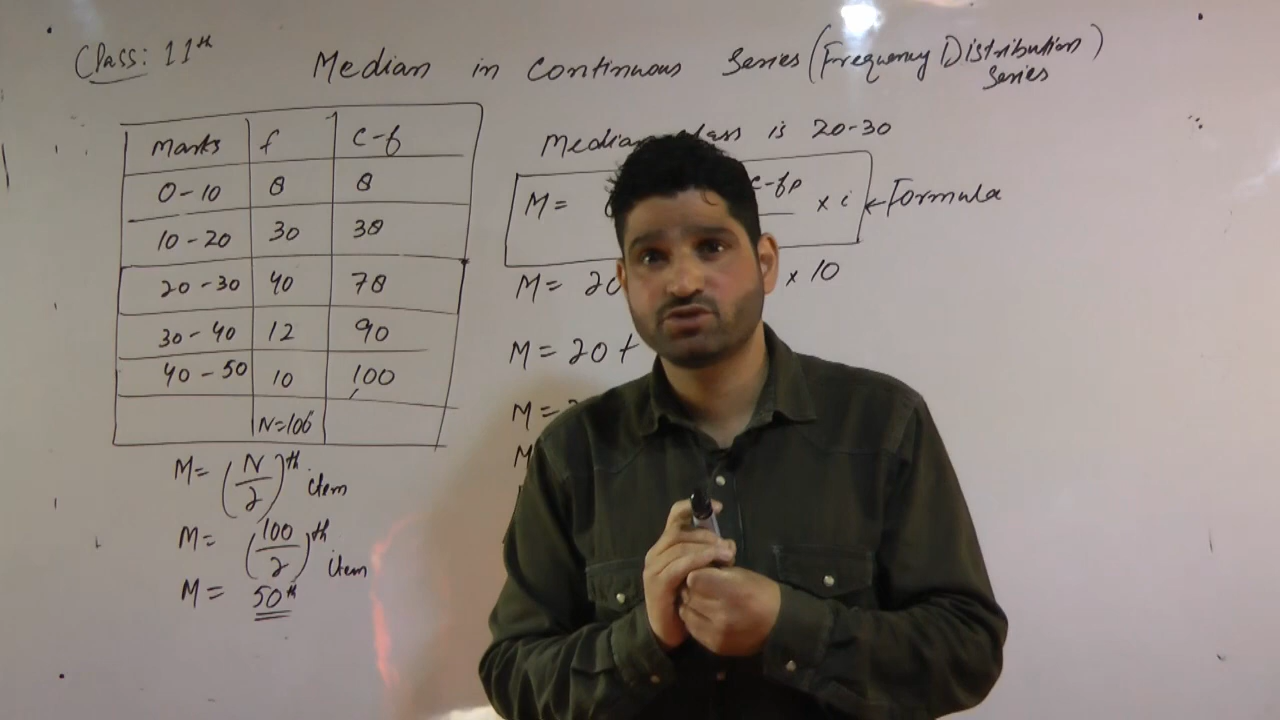 Class: 11th
Median in Continuous Series (Frequency Distribution Series)
Marks f c-f
0-10 8 8
10-20 30 38
20-30 40 78
30-40 12 90
40-50 10 100
N=100
M= (N/2)th item
M= (100/2)th item
M= 50th
Median class is 20-30
M= c-fp × i ← Formula
M= 20 × 10
M= 20 +
M=
M